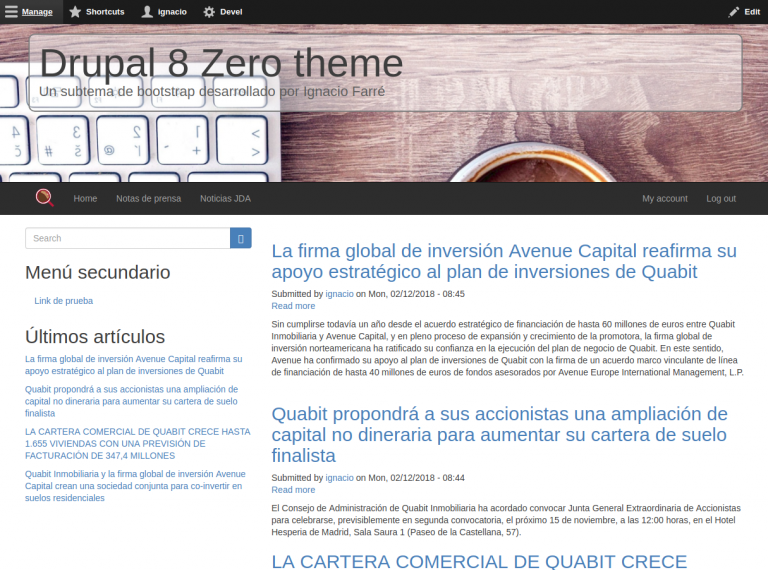 Manage
Shortcuts
ignacio
Devel
Edit
Drupal 8 Zero theme
Un subtema de bootstrap desarrollado por Ignacio Farré
Home
Notas de prensa
Noticias JDA
My account
Log out
Search
Menú secundario
Link de prueba
Últimos artículos
La firma global de inversión Avenue Capital reafirma su
apoyo estratégico al plan de inversiones de Quabit
Quabit propondrá a sus accionistas una ampliación de
capital no dineraria para aumentar su cartera de suelo
finalista
LA CARTERA COMERCIAL DE QUABIT CRECE HASTA
1.655 VIVIENDAS CON UNA PREVISIÓN DE
FACTURACIÓN DE 347,4 MILLONES
Quabit Inmobiliaria y la firma global de inversión Avenue
Capital crean una sociedad conjunta para co-invertir en
suelos residenciales
La firma global de inversión Avenue Capital reafirma su
apoyo estratégico al plan de inversiones de Quabit
Submitted by ignacio on Mon, 02/12/2018 - 08:45
Read more
Sin cumplirse todavía un año desde el acuerdo estratégico de financiación de hasta 60 millones de euros entre Quabit
Inmobiliaria y Avenue Capital, y en pleno proceso de expansión y crecimiento de la promotora, la firma global de
inversión norteamericana ha ratificado su confianza en la ejecución del plan de negocio de Quabit. En este sentido,
Avenue ha confirmado su apoyo al plan de inversiones de Quabit con la firma de un acuerdo marco vinculante de línea
de financiación de hasta 40 millones de euros de fondos asesorados por Avenue Europe International Management, L.P.
Quabit propondrá a sus accionistas una ampliación de
capital no dineraria para aumentar su cartera de suelo
finalista
Submitted by ignacio on Mon, 02/12/2018 - 08:44
Read more
El Consejo de Administración de Quabit Inmobiliaria ha acordado convocar Junta General Extraordinaria de Accionistas
para celebrarse, previsiblemente en segunda convocatoria, el próximo 15 de noviembre, a las 12:00 horas, en el Hotel
Hesperia de Madrid, Sala Saura 1 (Paseo de la Castellana, 57).
LA CARTERA COMERCIAL DE QUABIT CRECE